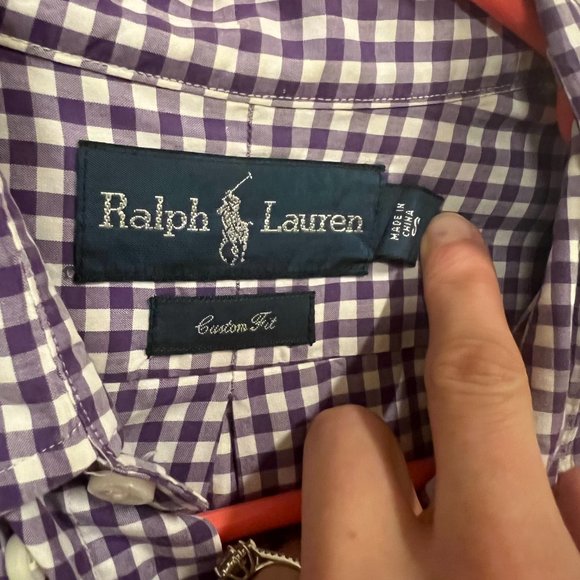 Ralph Lauren
MADE IN
CHINA
Custom Fit